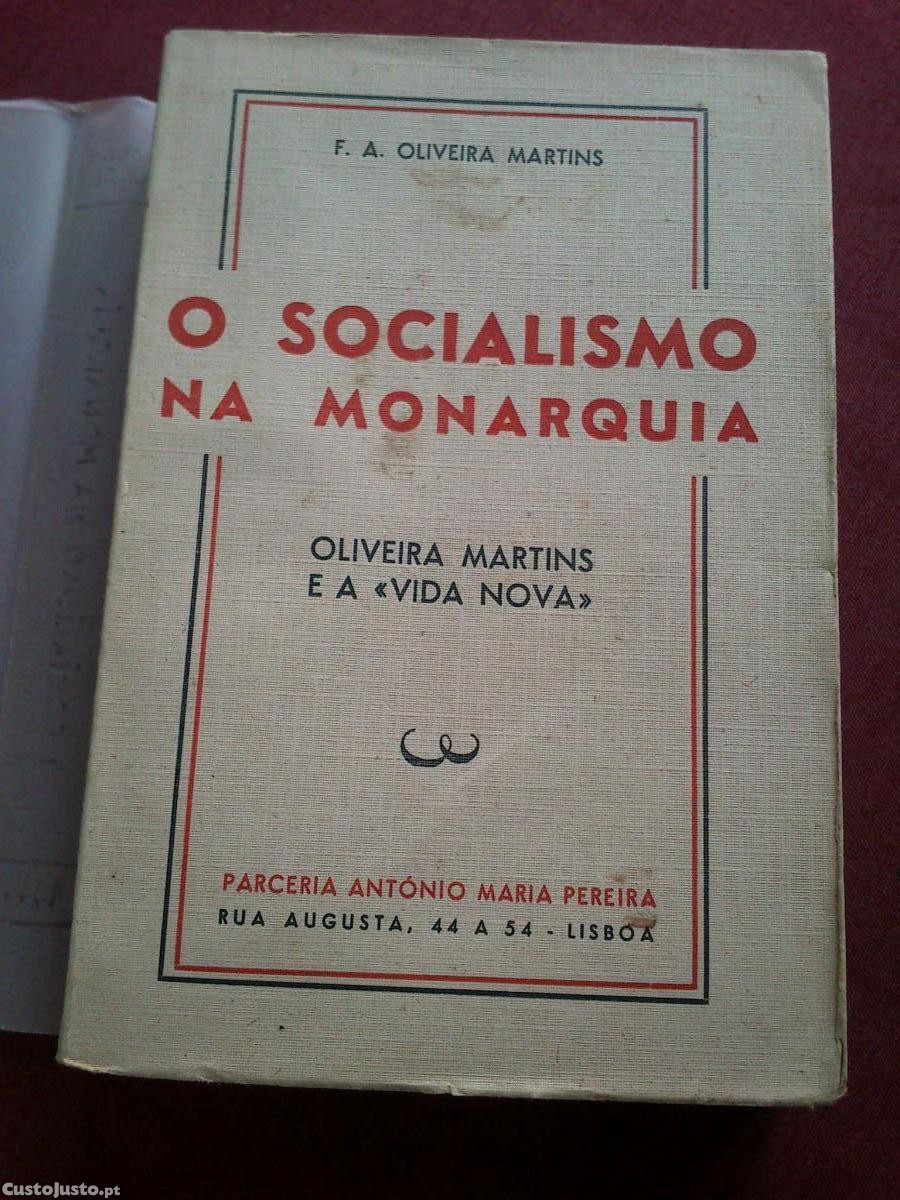 F. A. OLIVEIRA MARTINS
O SOCIALISMO
NA MONARQUIA
OLIVEIRA MARTINS
E A «VIDA NOVA»
PARCERIA ANTÓNIO MARIA PEREIRA
RUA AUGUSTA, 44 A 54 - LISBOA
CustoJusto.pt